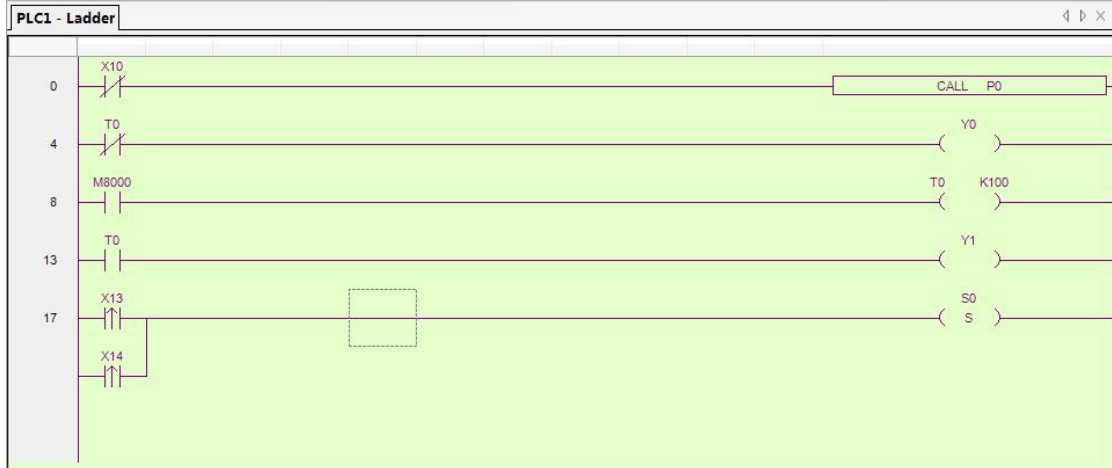 PLC1 - Ladder
X10
0 CALL P0
T0 Y0
4
M8000 T0 K100
8
T0 Y1
13
X13 S0
17 S
X14